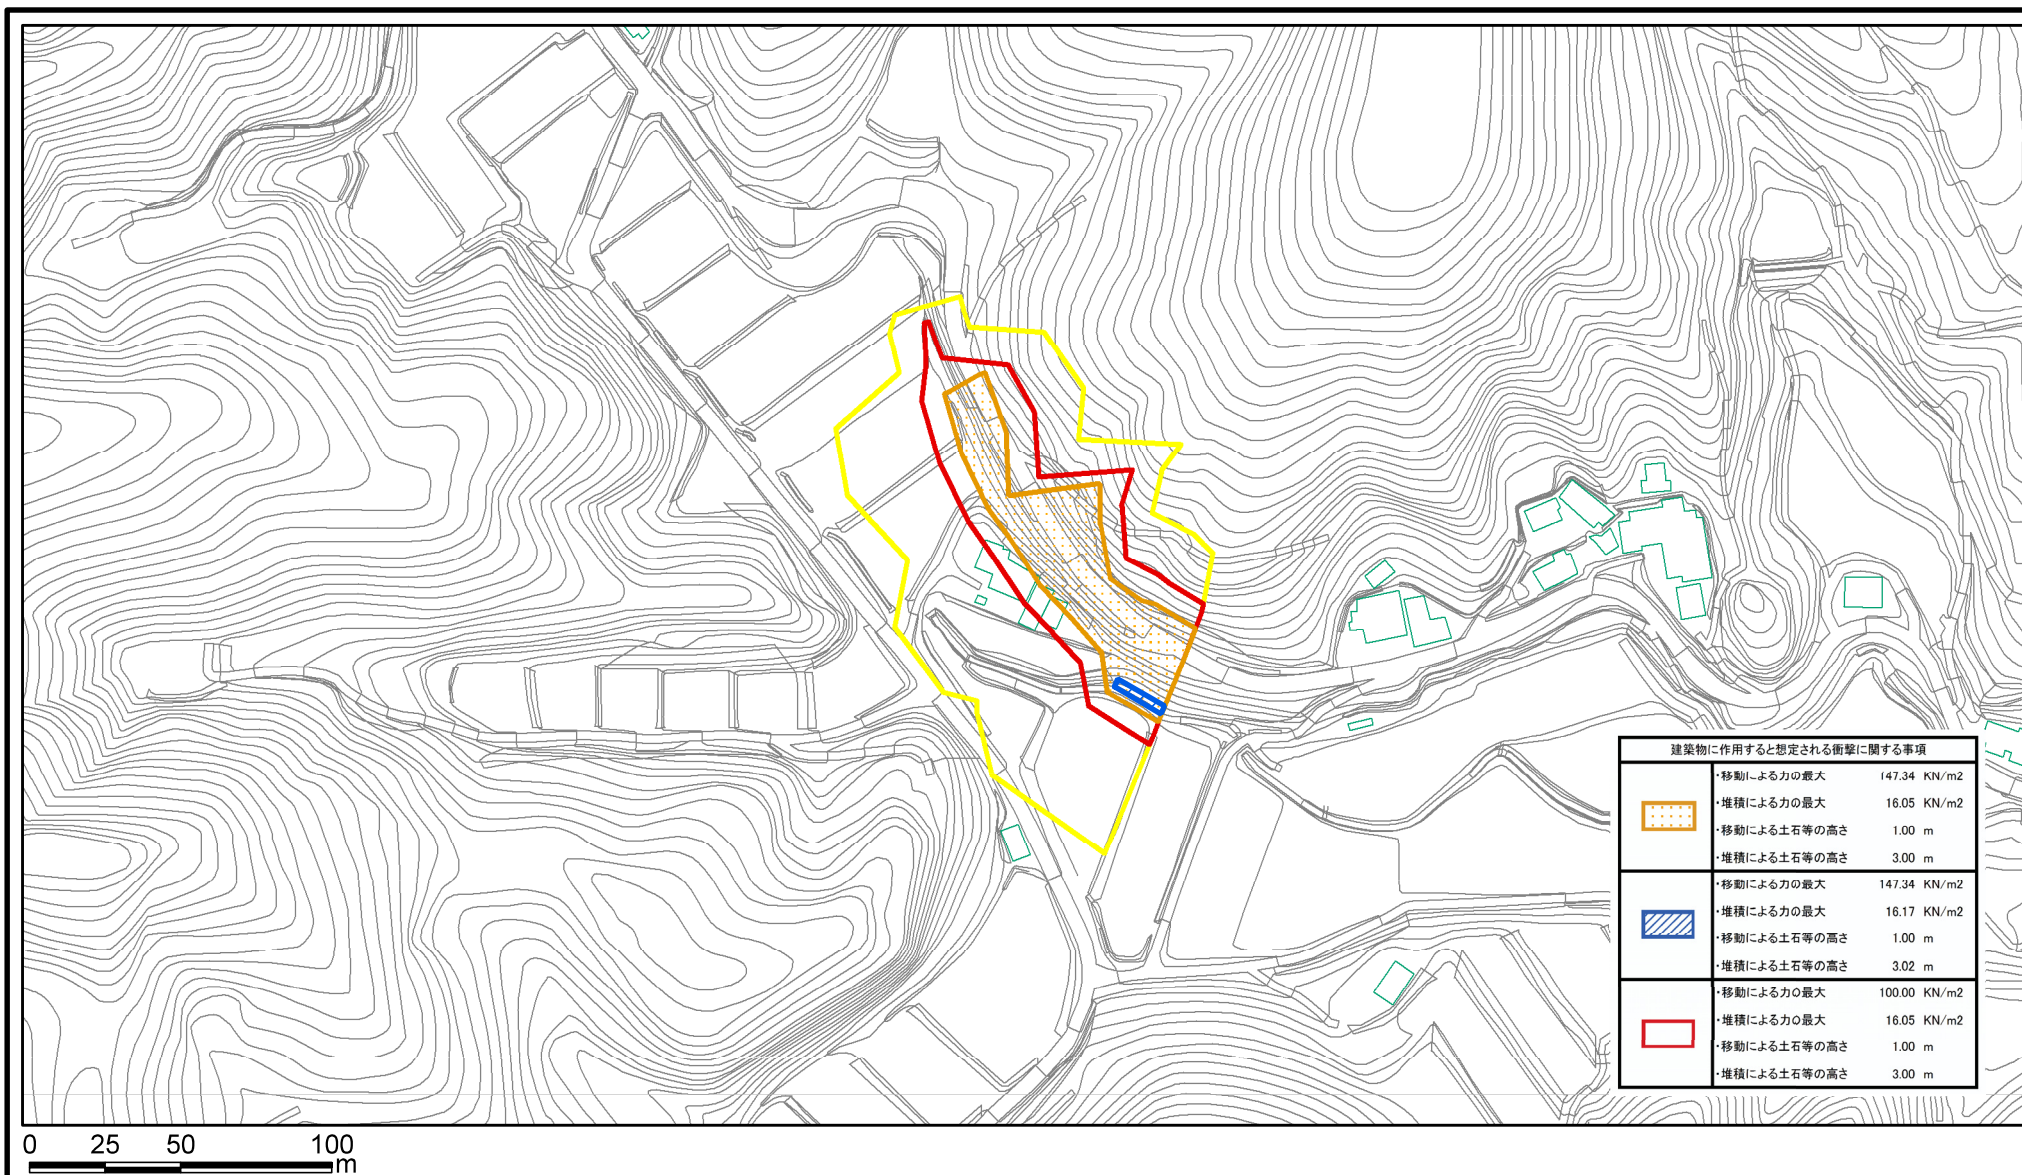 建築物に作用すると想定される衝撃に関する事項
・移動による力の最大 147.34 KN/m2
・堆積による力の最大 16.05 KN/m2
・移動による土石等の高さ 1.00 m
・堆積による土石等の高さ 3.00 m
・移動による力の最大 147.34 KN/m2
・堆積による力の最大 16.17 KN/m2
・移動による土石等の高さ 1.00 m
・堆積による土石等の高さ 3.02 m
・移動による力の最大 100.00 KN/m2
・堆積による力の最大 16.05 KN/m2
・移動による土石等の高さ 1.00 m
・堆積による土石等の高さ 3.00 m
0 25 50 100
m